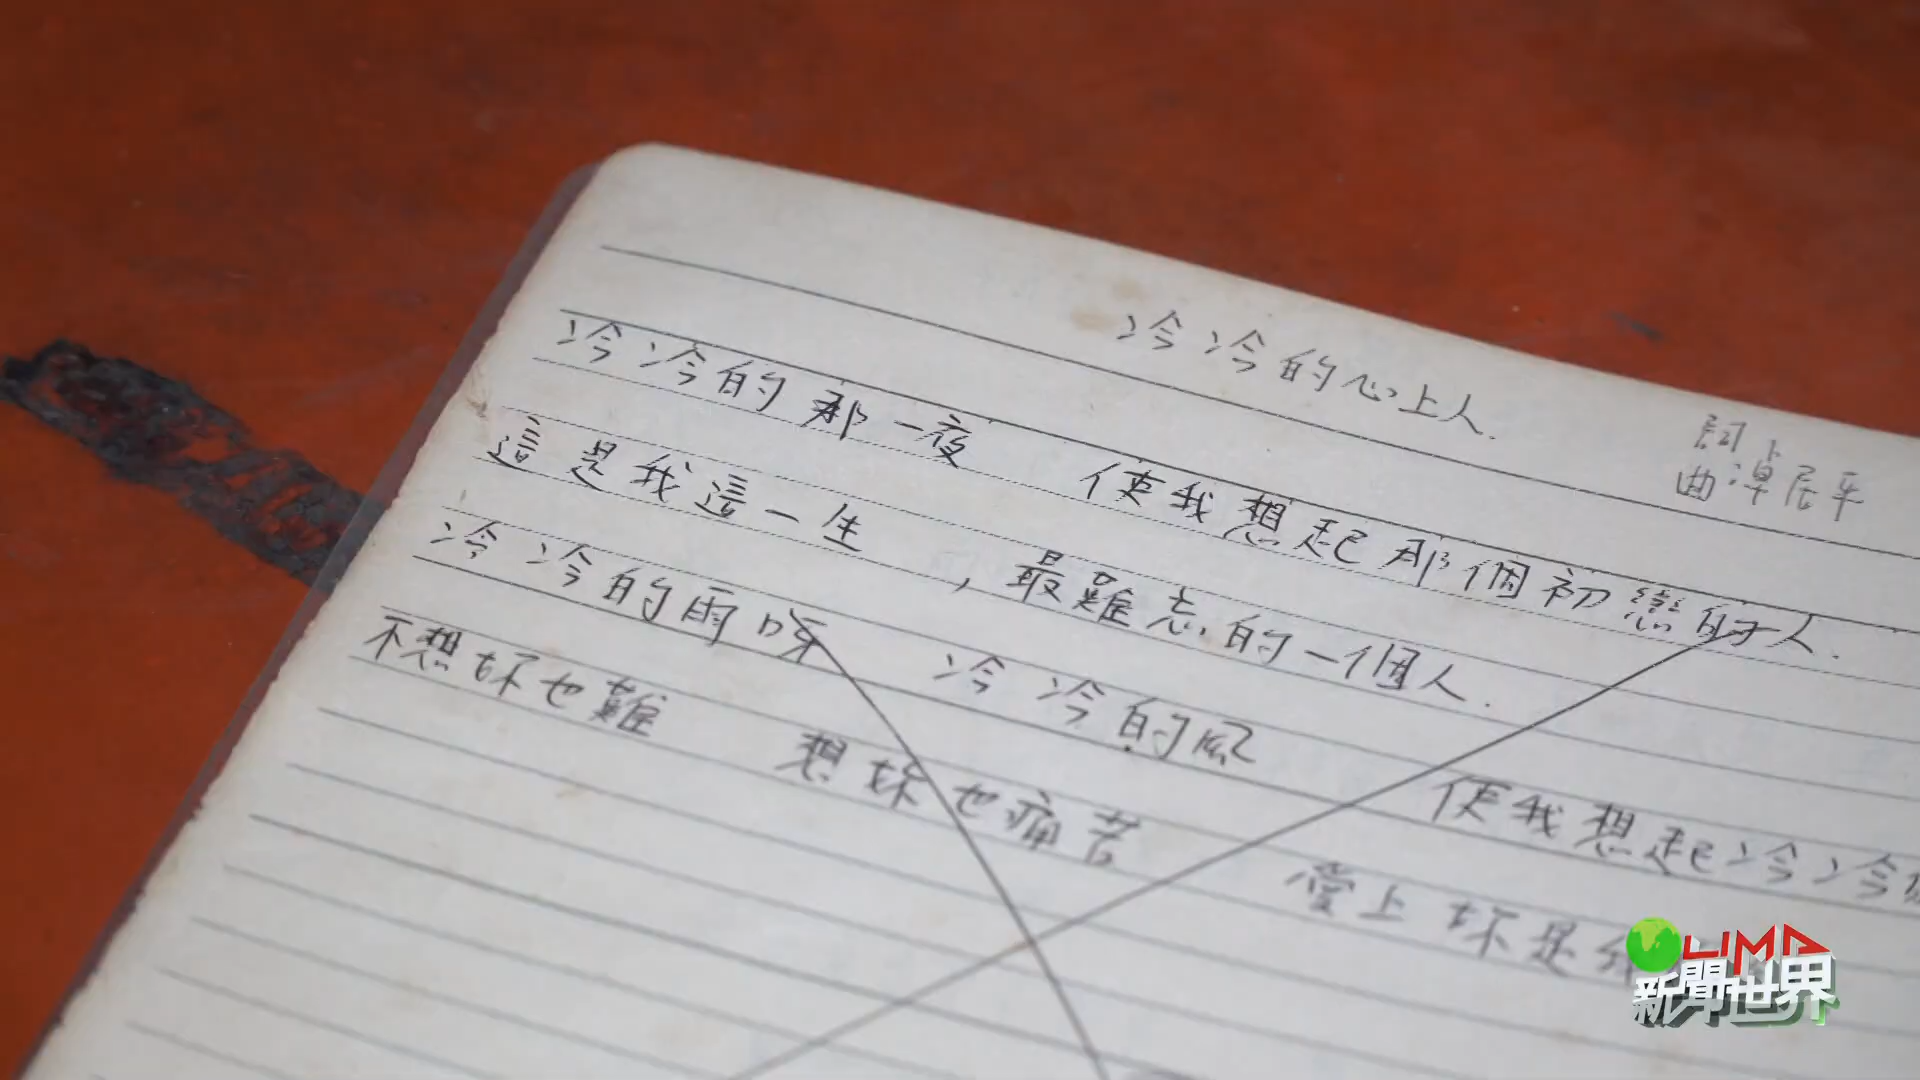 冷冷的心上人.
詞
曲:卓居平
冷冷的那一夜 使我想起那個初戀的人.
這是我這一生 ,最難忘的一個人.
冷冷的雨呀 冷冷的風 使我想起冷冷
不想妳也難 想妳也痛苦 愛上妳是
LIMA
新聞世界